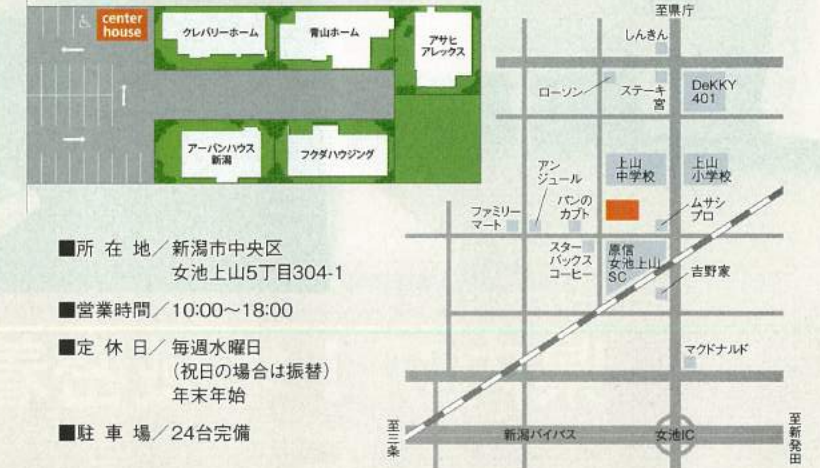 center
house
クレバリーホーム
青山ホーム
アサヒ
アレックス
アーバンハウス
新潟
フクダハウジング
■所在地／新潟市中央区
女池上山5丁目304-1
■営業時間／10:00～18:00
■定休日／毎週水曜日
(祝日の場合は振替)
年末年始
■駐車場／24台完備
至県庁
しんきん
ローソン
ステーキ
宮
DeKKY
401
アン
ジュール
上山
中学校
上山
小学校
ファミリー
マート
パンの
カブト
ムサシ
プロ
スター
バックス
コーヒー
原信
女池上山
SC
吉野家
マクドナルド
至三条
新潟バイパス
女池IC
至新発田